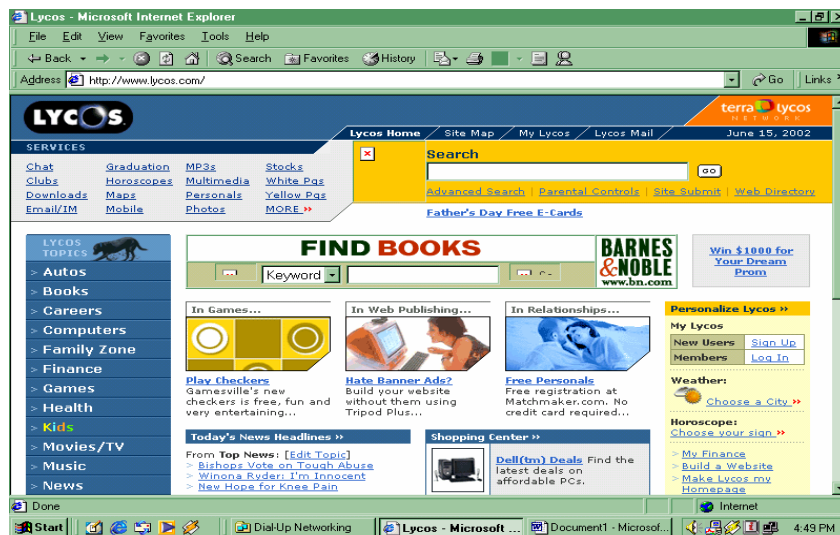 Lycos - Microsoft Internet Explorer
File Edit View Favorites Tools Help
Back Search Favorites History
Address http://www.lycos.com/ Go Links
LYCOS
terra lycos
NETWORK
Lycos Home / Site Map / My Lycos / Lycos Mail / June 15, 2002
SERVICES
Chat Graduation MP3s Stocks
Clubs Horoscopes Multimedia White Pgs
Downloads Maps Personals Yellow Pgs
Email/IM Mobile Photos MORE »
Search
GO
Advanced Search | Parental Controls | Site Submit | Web Directory
Father's Day Free E-Cards
LYCOS
TOPICS
> Autos
> Books
> Careers
> Computers
> Family Zone
> Finance
> Games
> Health
> Kids
> Movies/TV
> Music
> News
FIND BOOKS
Keyword
BARNES
&NOBLE
www.bn.com
Win $1000 for
Your Dream
Prom
In Games...
Play Checkers
Gamesville's new
checkers is free, fun and
very entertaining...
In Web Publishing...
Hate Banner Ads?
Build your website
without them using
Tripod Plus...
In Relationships...
Free Personals
Free registration at
Matchmaker.com. No
credit card required...
Today's News Headlines »
From Top News: [Edit Topic]
> Bishops Vote on Tough Abuse
> Winona Ryder: I'm Innocent
> New Hope for Knee Pain
Shopping Center »
Dell(tm) Deals Find the
latest deals on
affordable PCs.
Personalize Lycos »
My Lycos
New Users Sign Up
Members Log In
Weather:
Choose a City »
Horoscope:
Choose your sign »
> My Finance
> Build a Website
> Make Lycos my
Homepage
Done Internet
Start Dial-Up Networking Lycos - Microsoft ... Document1 - Microsof... 4:49 PM